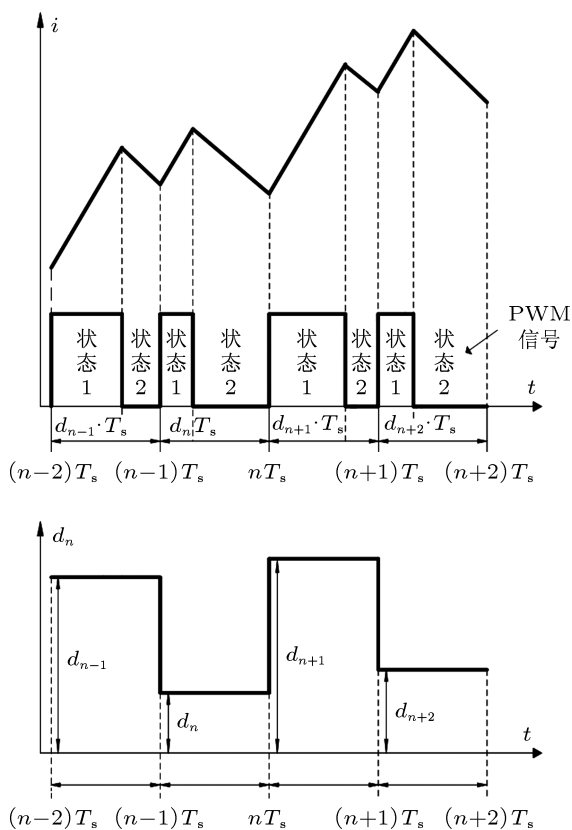 i
PWM
信号
状态1 状态2 状态1 状态2 状态1 状态2 状态1 状态2
t
d_{n−1}·T_s d_n T_s d_{n+1}·T_s d_{n+2}·T_s
(n−2)T_s (n−1)T_s nT_s (n+1)T_s (n+2)T_s
d_n
d_{n−1} d_n d_{n+1} d_{n+2}
t
(n−2)T_s (n−1)T_s nT_s (n+1)T_s (n+2)T_s